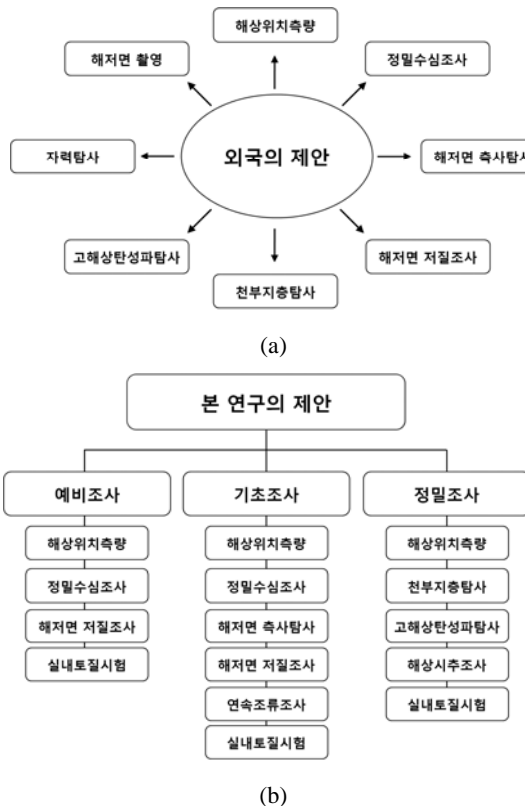 해상위치측량
해저면 촬영
정밀수심조사
자력탐사
외국의 제안
해저면 측사탐사
고해상탄성파탐사
해저면 저질조사
천부지층탐사
(a)
본 연구의 제안
예비조사
기초조사
정밀조사
해상위치측량
해상위치측량
해상위치측량
정밀수심조사
정밀수심조사
천부지층탐사
해저면 저질조사
해저면 측사탐사
고해상탄성파탐사
실내토질시험
해저면 저질조사
해상시추조사
연속조류조사
실내토질시험
실내토질시험
(b)